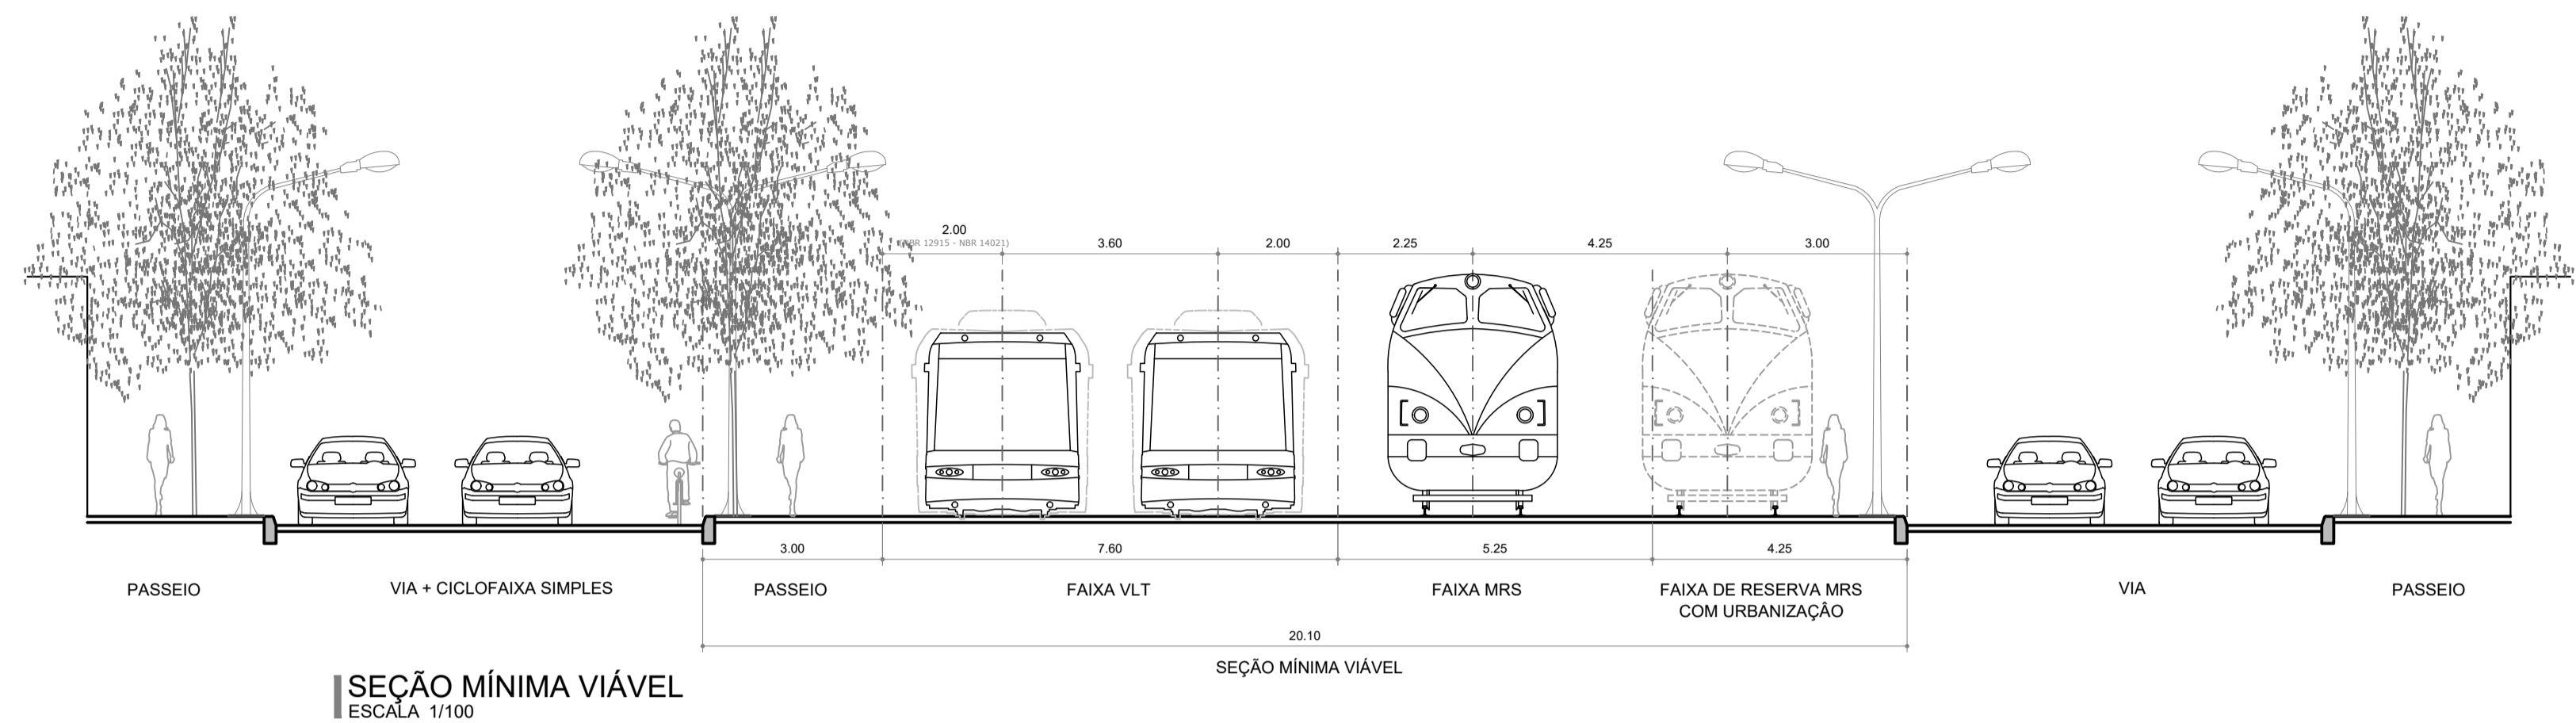 2.00
(NBR 12915 - NBR 14021)
3.60
2.00
2.25
4.25
3.00
3.00
7.60
5.25
4.25
PASSEIO
VIA + CICLOFAIXA SIMPLES
PASSEIO
FAIXA VLT
FAIXA MRS
FAIXA DE RESERVA MRS
COM URBANIZAÇÂO
VIA
PASSEIO
20.10
SEÇÃO MÍNIMA VIÁVEL
SEÇÃO MÍNIMA VIÁVEL
ESCALA 1/100